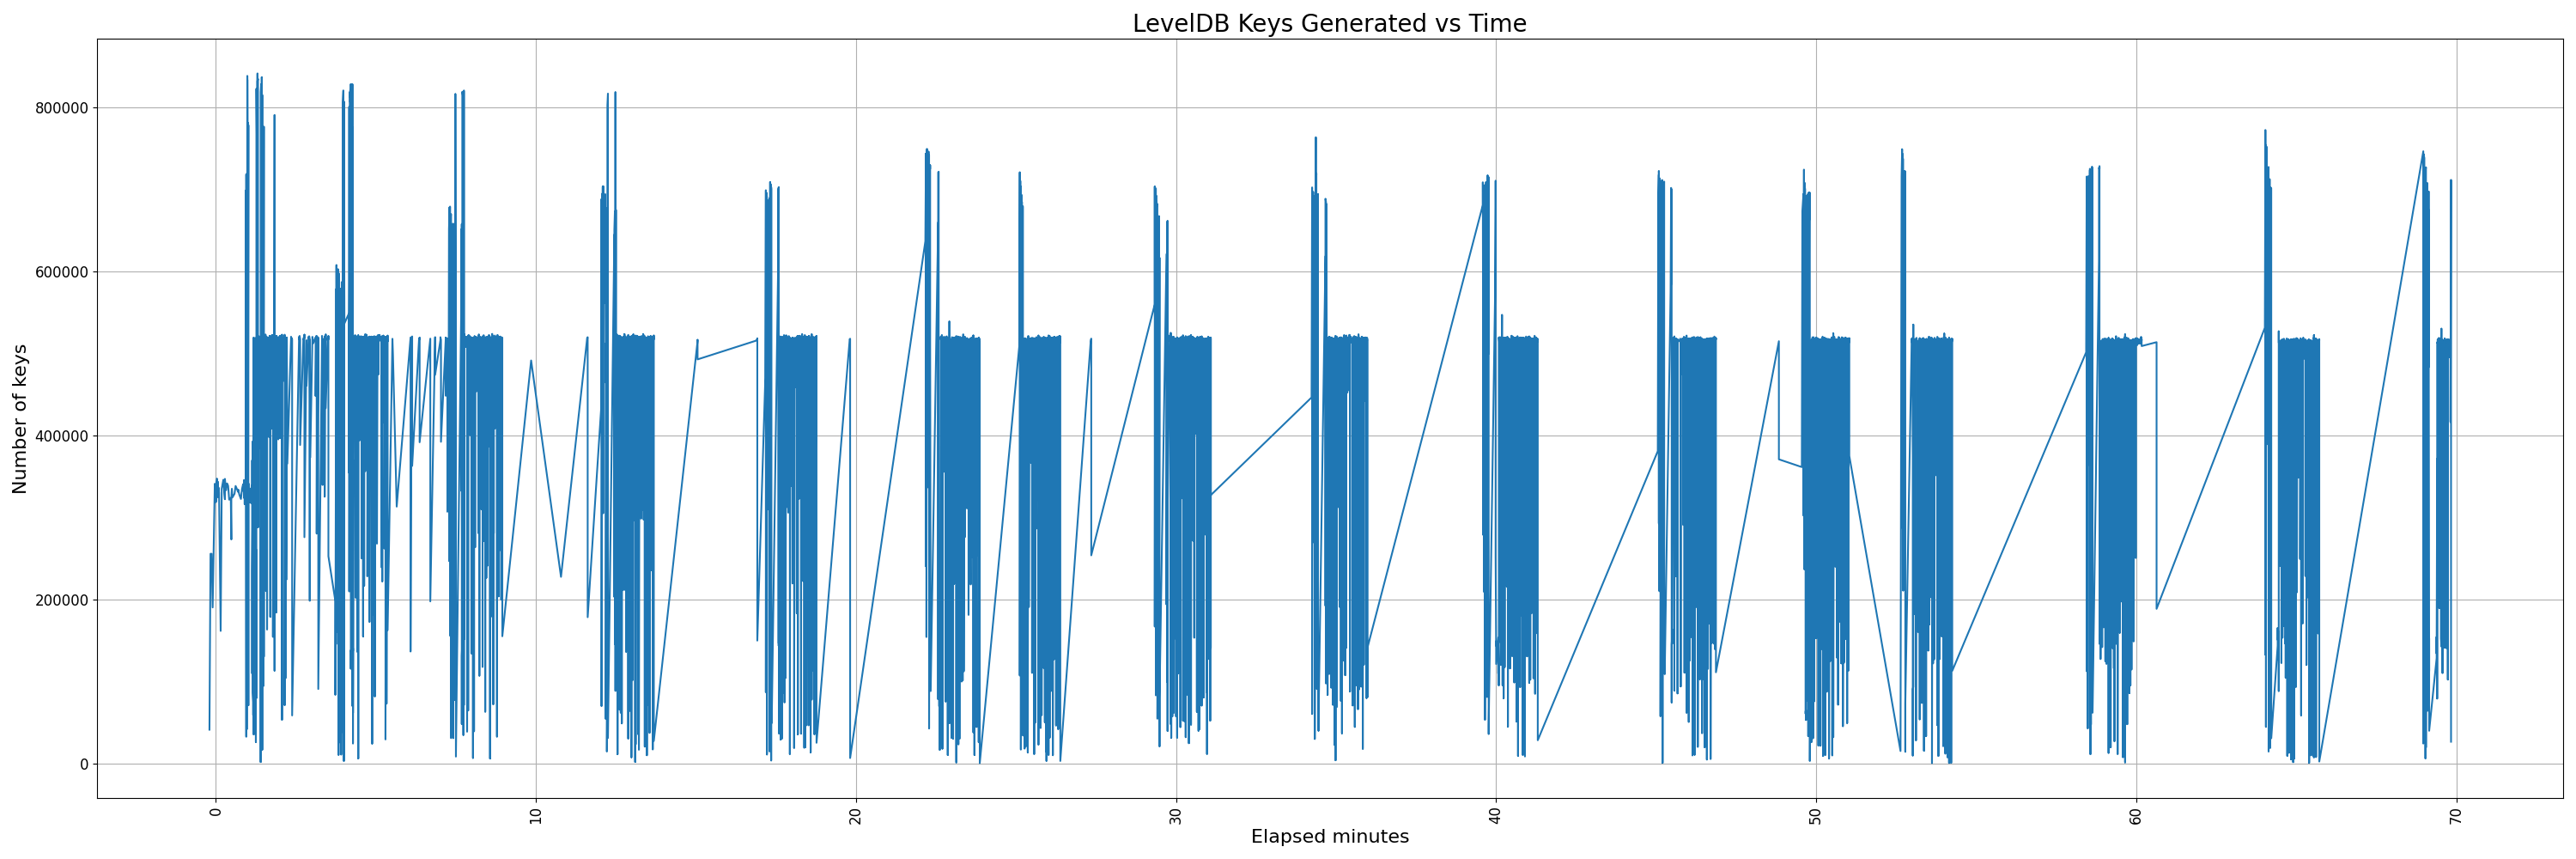 LevelDB Keys Generated vs Time
Number of keys
800000
600000
400000
200000
0
0 10 20 30 40 50 60 70
Elapsed minutes